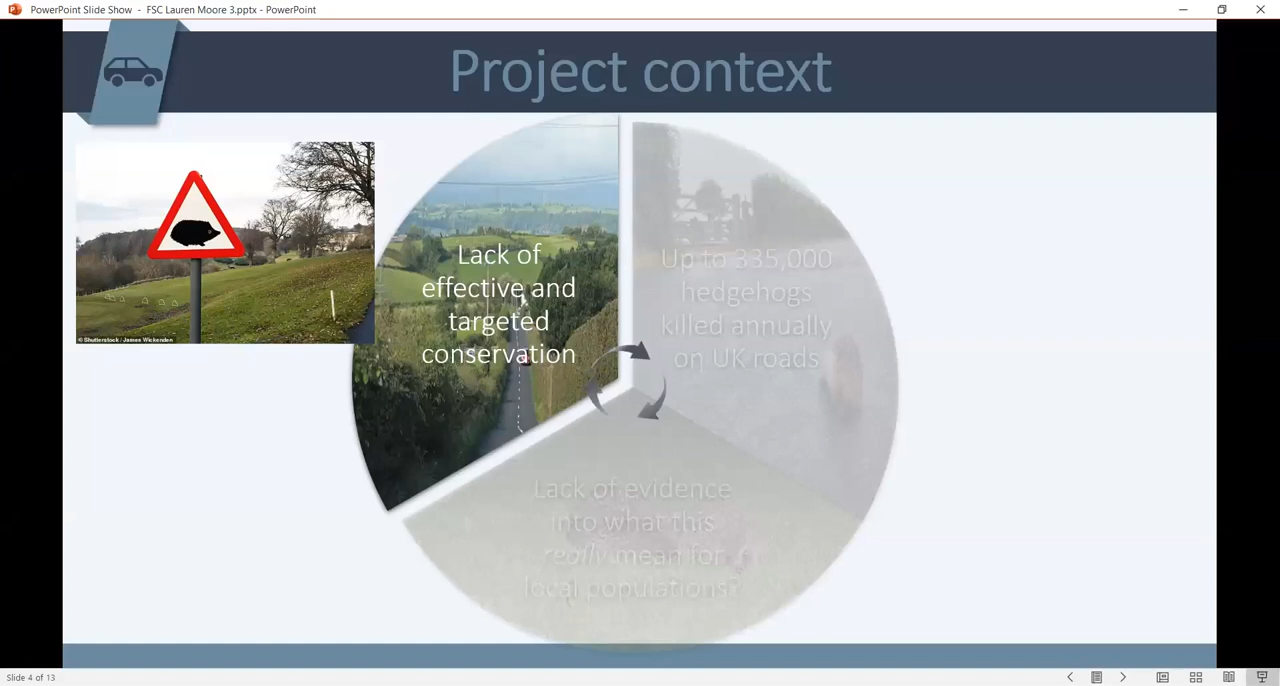 PowerPoint Slide Show - FSC Lauren Moore 3.pptx - PowerPoint
Project context
© Shutterstock / James Wickenden
Lack of
effective and
targeted
conservation
Up to 335,000
hedgehogs
killed annually
on UK roads
Lack of evidence
into what this
really mean for
local populations?
Slide 4 of 13